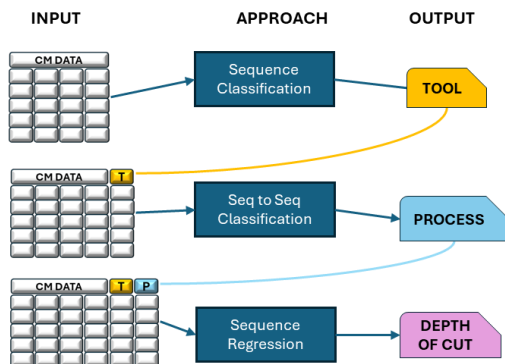 INPUT APPROACH OUTPUT
CM DATA
Sequence
Classification
TOOL
CM DATA T
Seq to Seq
Classification
PROCESS
CM DATA T P
Sequence
Regression
DEPTH
OF CUT